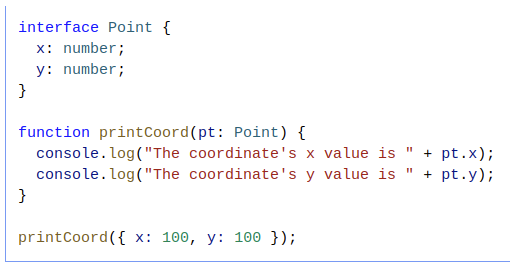 interface Point {
  x: number;
  y: number;
}

function printCoord(pt: Point) {
  console.log("The coordinate's x value is " + pt.x);
  console.log("The coordinate's y value is " + pt.y);
}

printCoord({ x: 100, y: 100 });